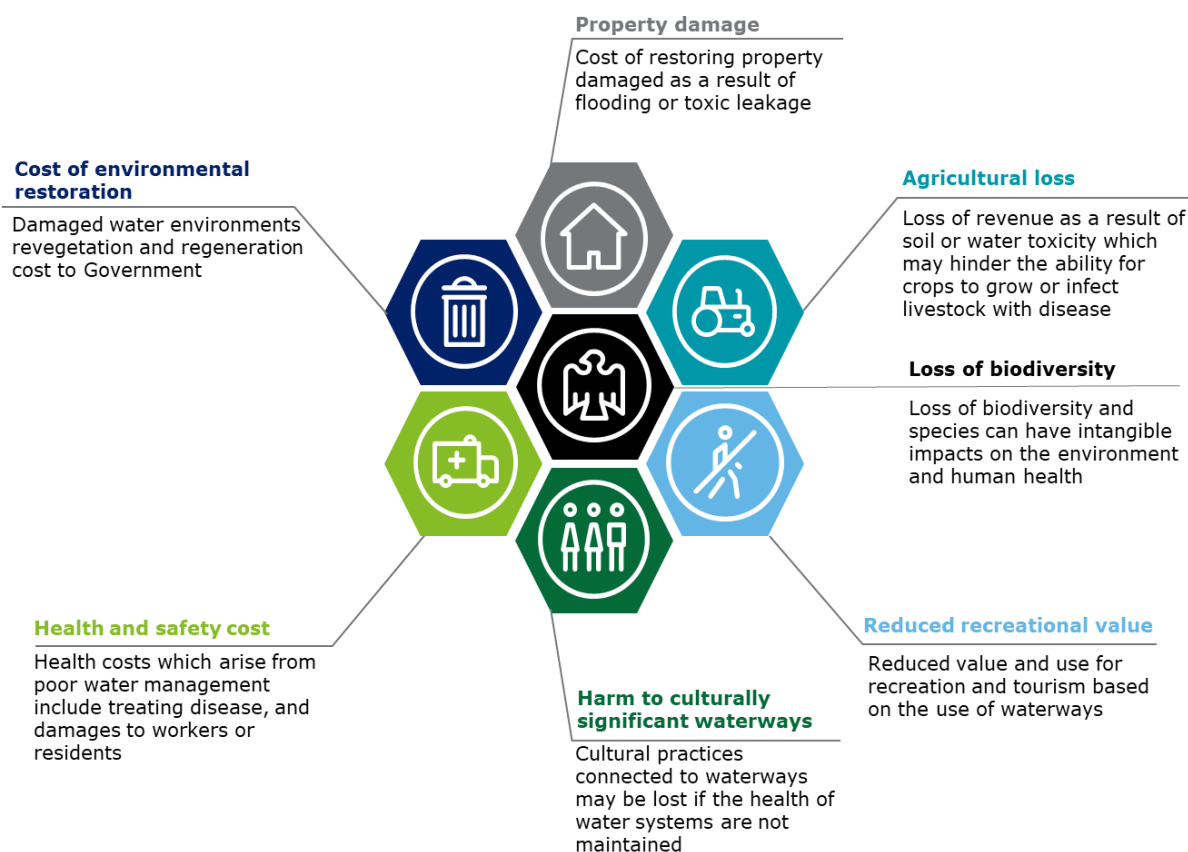 Property damage
Cost of restoring property
damaged as a result of
flooding or toxic leakage
Cost of environmental
restoration
Damaged water environments
revegetation and regeneration
cost to Government
Agricultural loss
Loss of revenue as a result of
soil or water toxicity which
may hinder the ability for
crops to grow or infect
livestock with disease
Loss of biodiversity
Loss of biodiversity and
species can have intangible
impacts on the environment
and human health
Health and safety cost
Health costs which arise from
poor water management
include treating disease, and
damages to workers or
residents
Harm to culturally
significant waterways
Cultural practices
connected to waterways
may be lost if the health of
water systems are not
maintained
Reduced recreational value
Reduced value and use for
recreation and tourism based
on the use of waterways